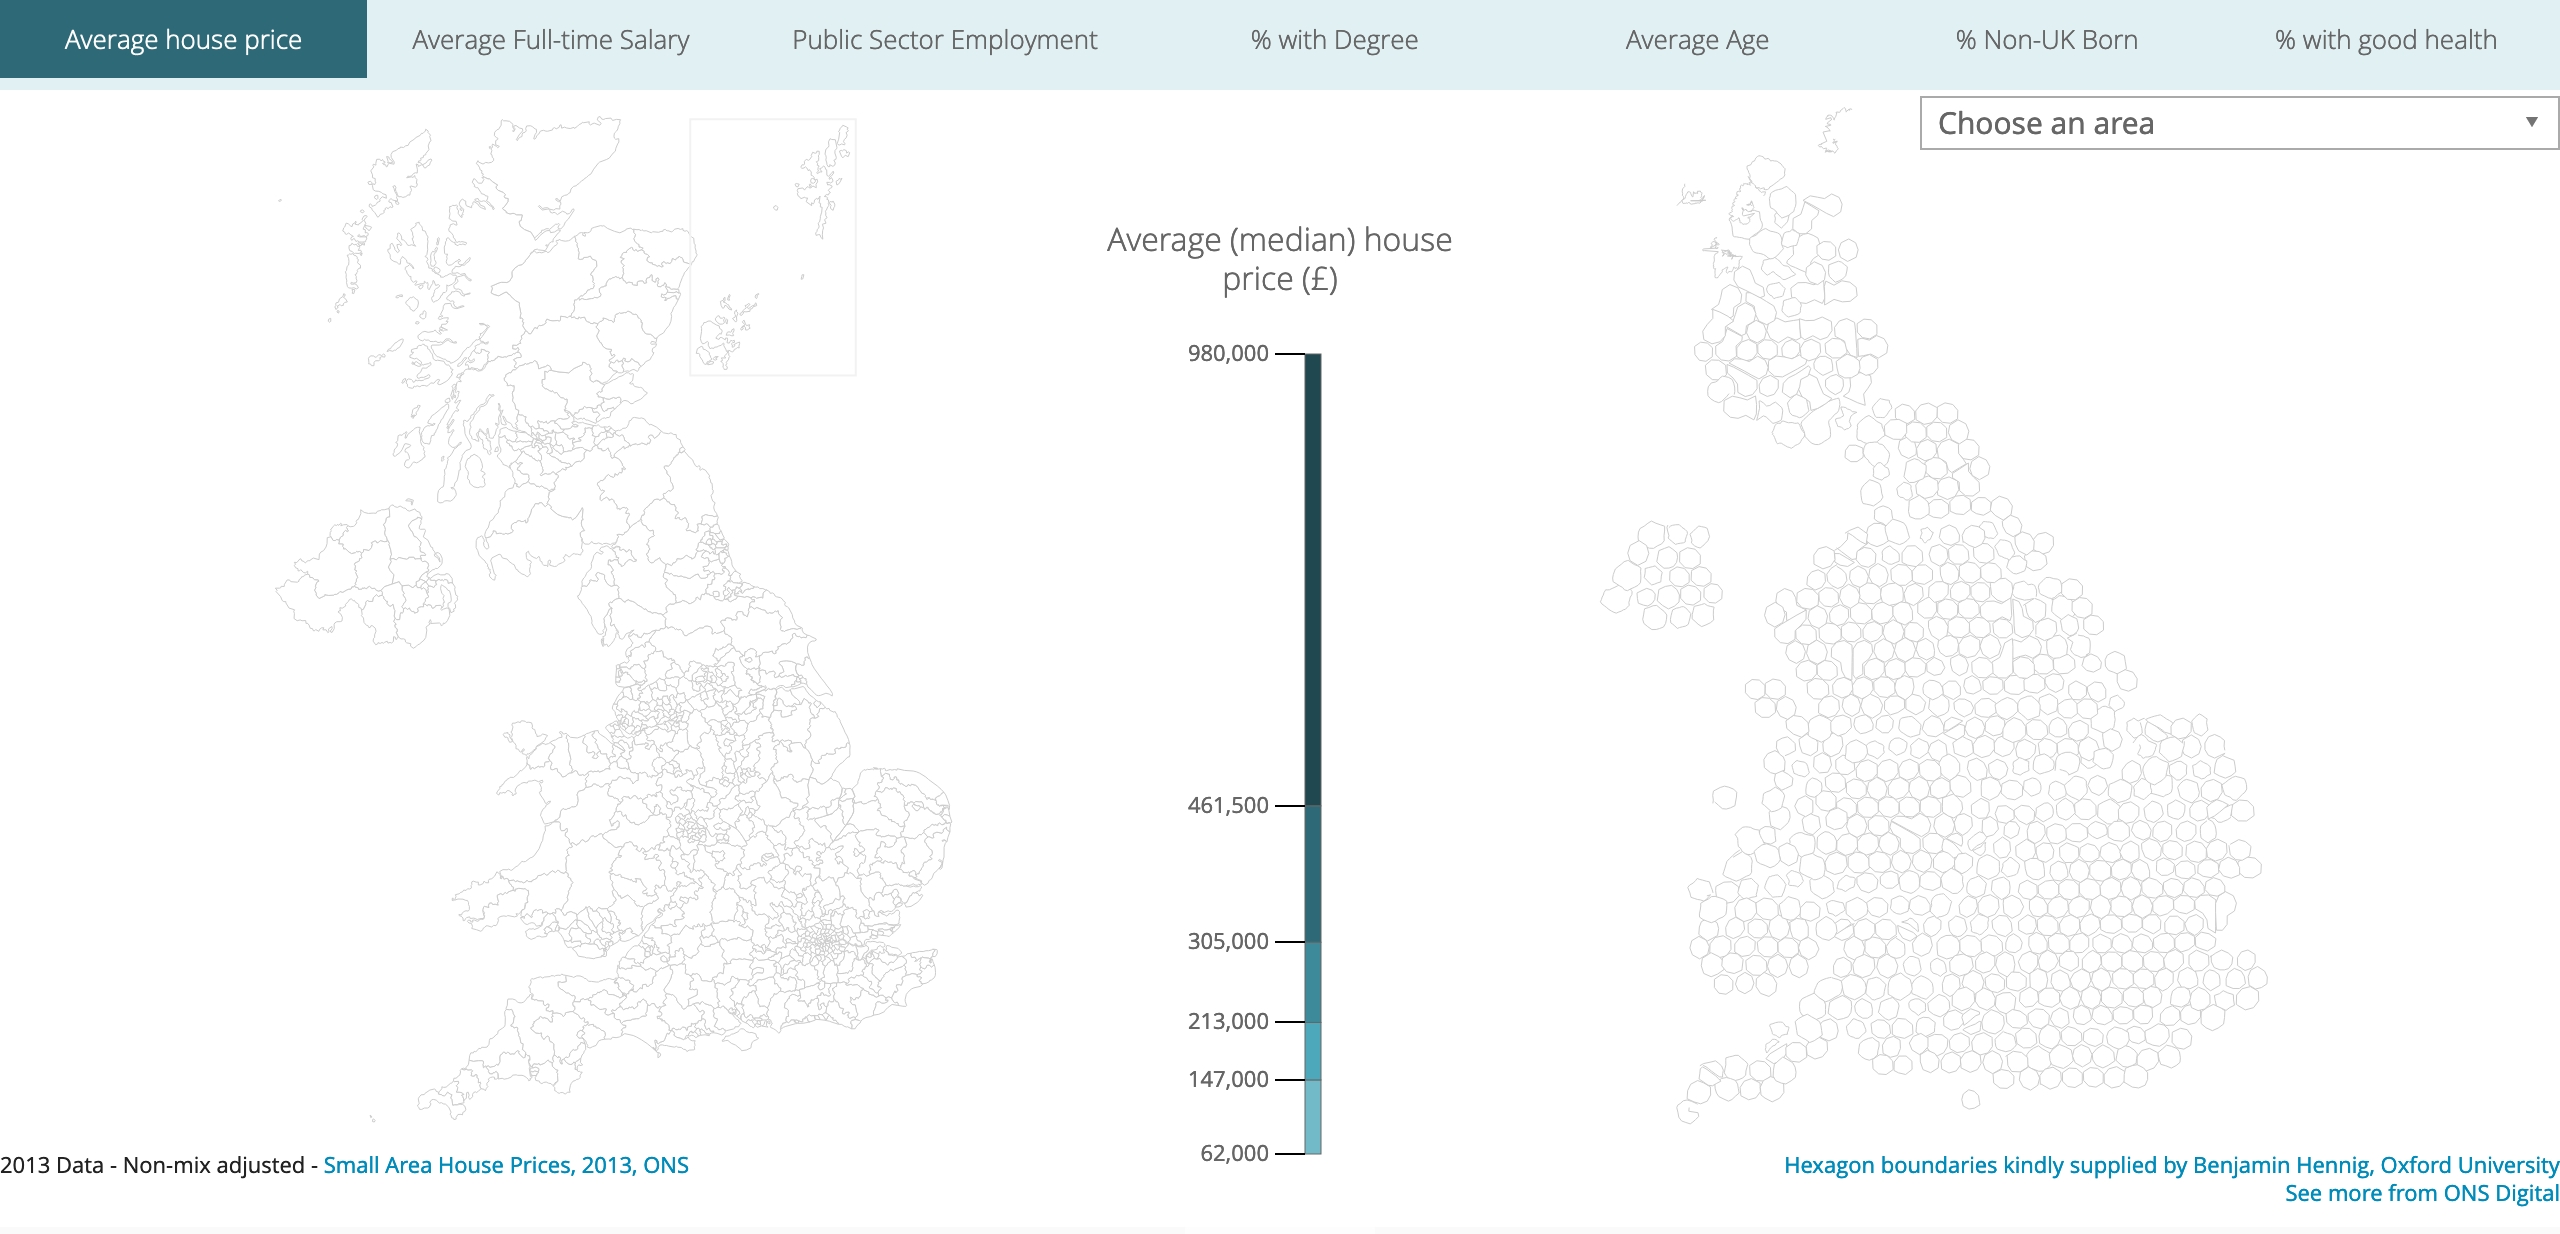 Average house price
Average Full-time Salary
Public Sector Employment
% with Degree
Average Age
% Non-UK Born
% with good health
Choose an area
Average (median) house
price (£)
980,000
461,500
305,000
213,000
147,000
62,000
2013 Data - Non-mix adjusted - Small Area House Prices, 2013, ONS
Hexagon boundaries kindly supplied by Benjamin Hennig, Oxford University
See more from ONS Digital